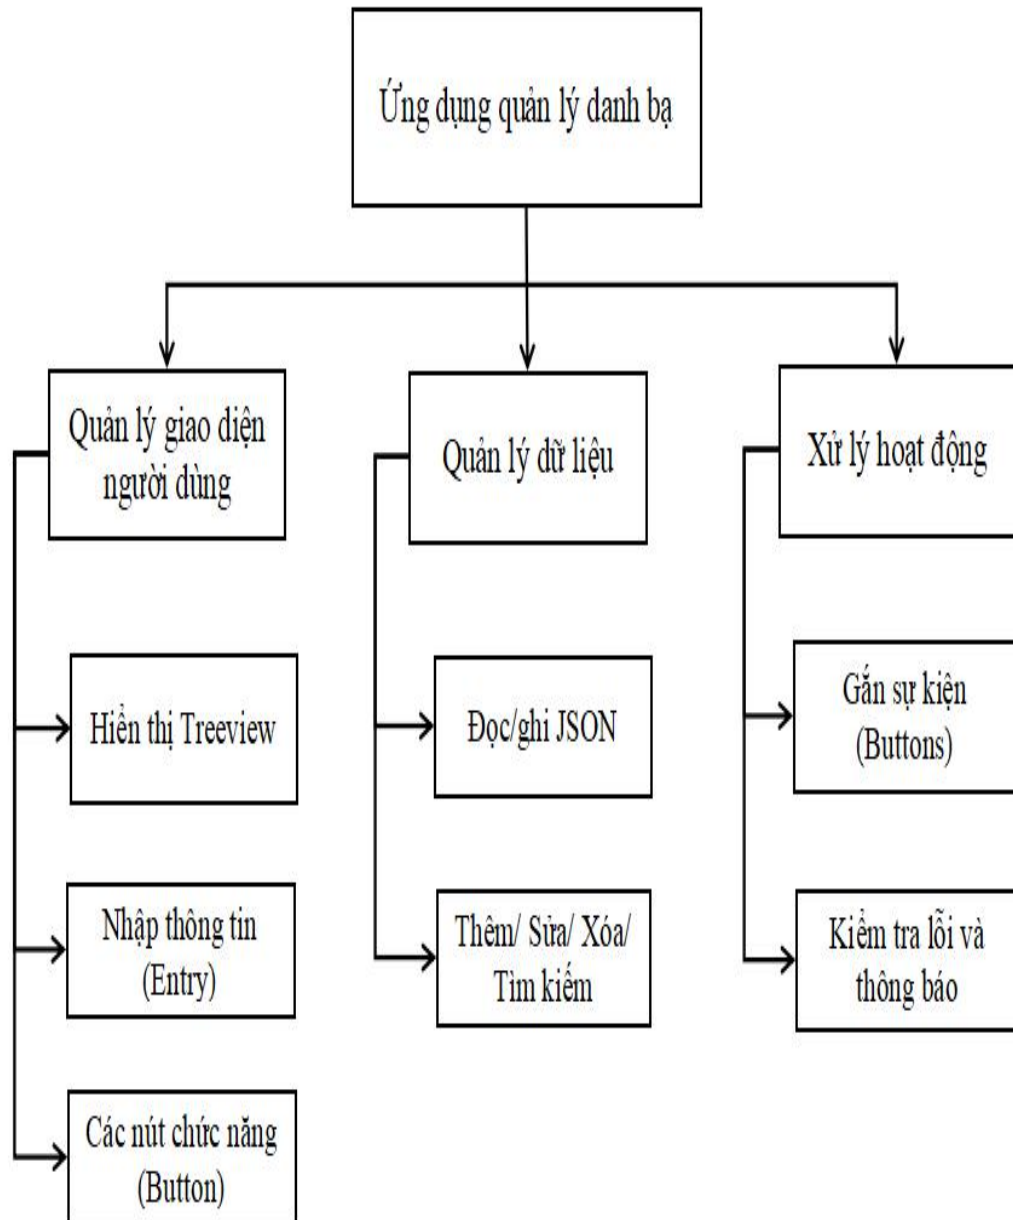 Ứng dụng quản lý danh bạ
Quản lý giao diện
người dùng
Quản lý dữ liệu
Xử lý hoạt động
Hiển thị Treeview
Đọc/ghi JSON
Gắn sự kiện
(Buttons)
Nhập thông tin
(Entry)
Thêm/ Sửa/ Xóa/
Tìm kiếm
Kiểm tra lỗi và
thông báo
Các nút chức năng
(Button)